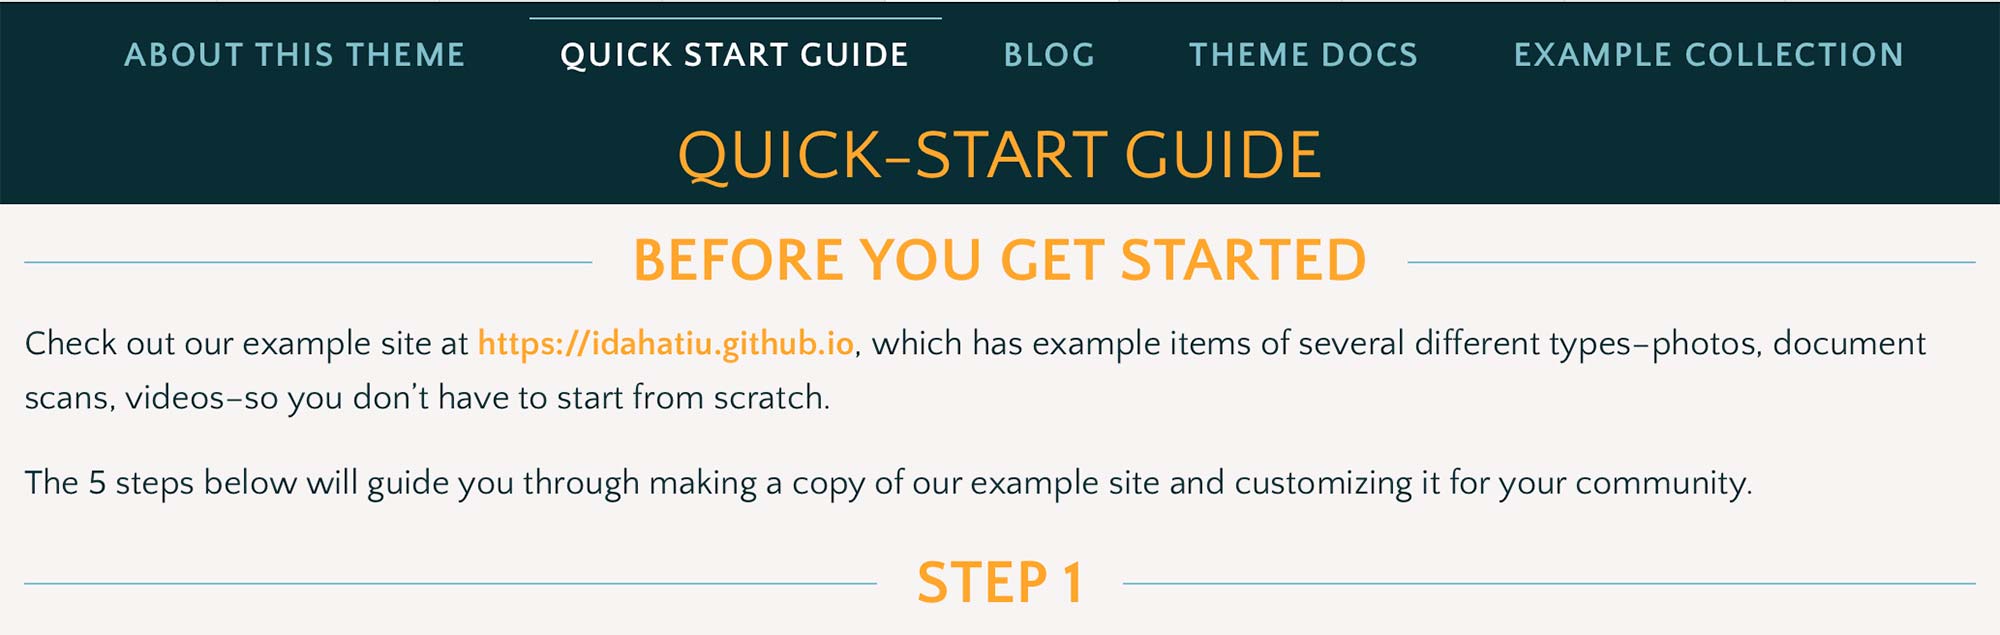 ABOUT THIS THEME QUICK START GUIDE BLOG THEME DOCS EXAMPLE COLLECTION
QUICK–START GUIDE
BEFORE YOU GET STARTED
Check out our example site at https://idahatiu.github.io, which has example items of several different types–photos, document
scans, videos–so you don’t have to start from scratch.
The 5 steps below will guide you through making a copy of our example site and customizing it for your community.
STEP 1